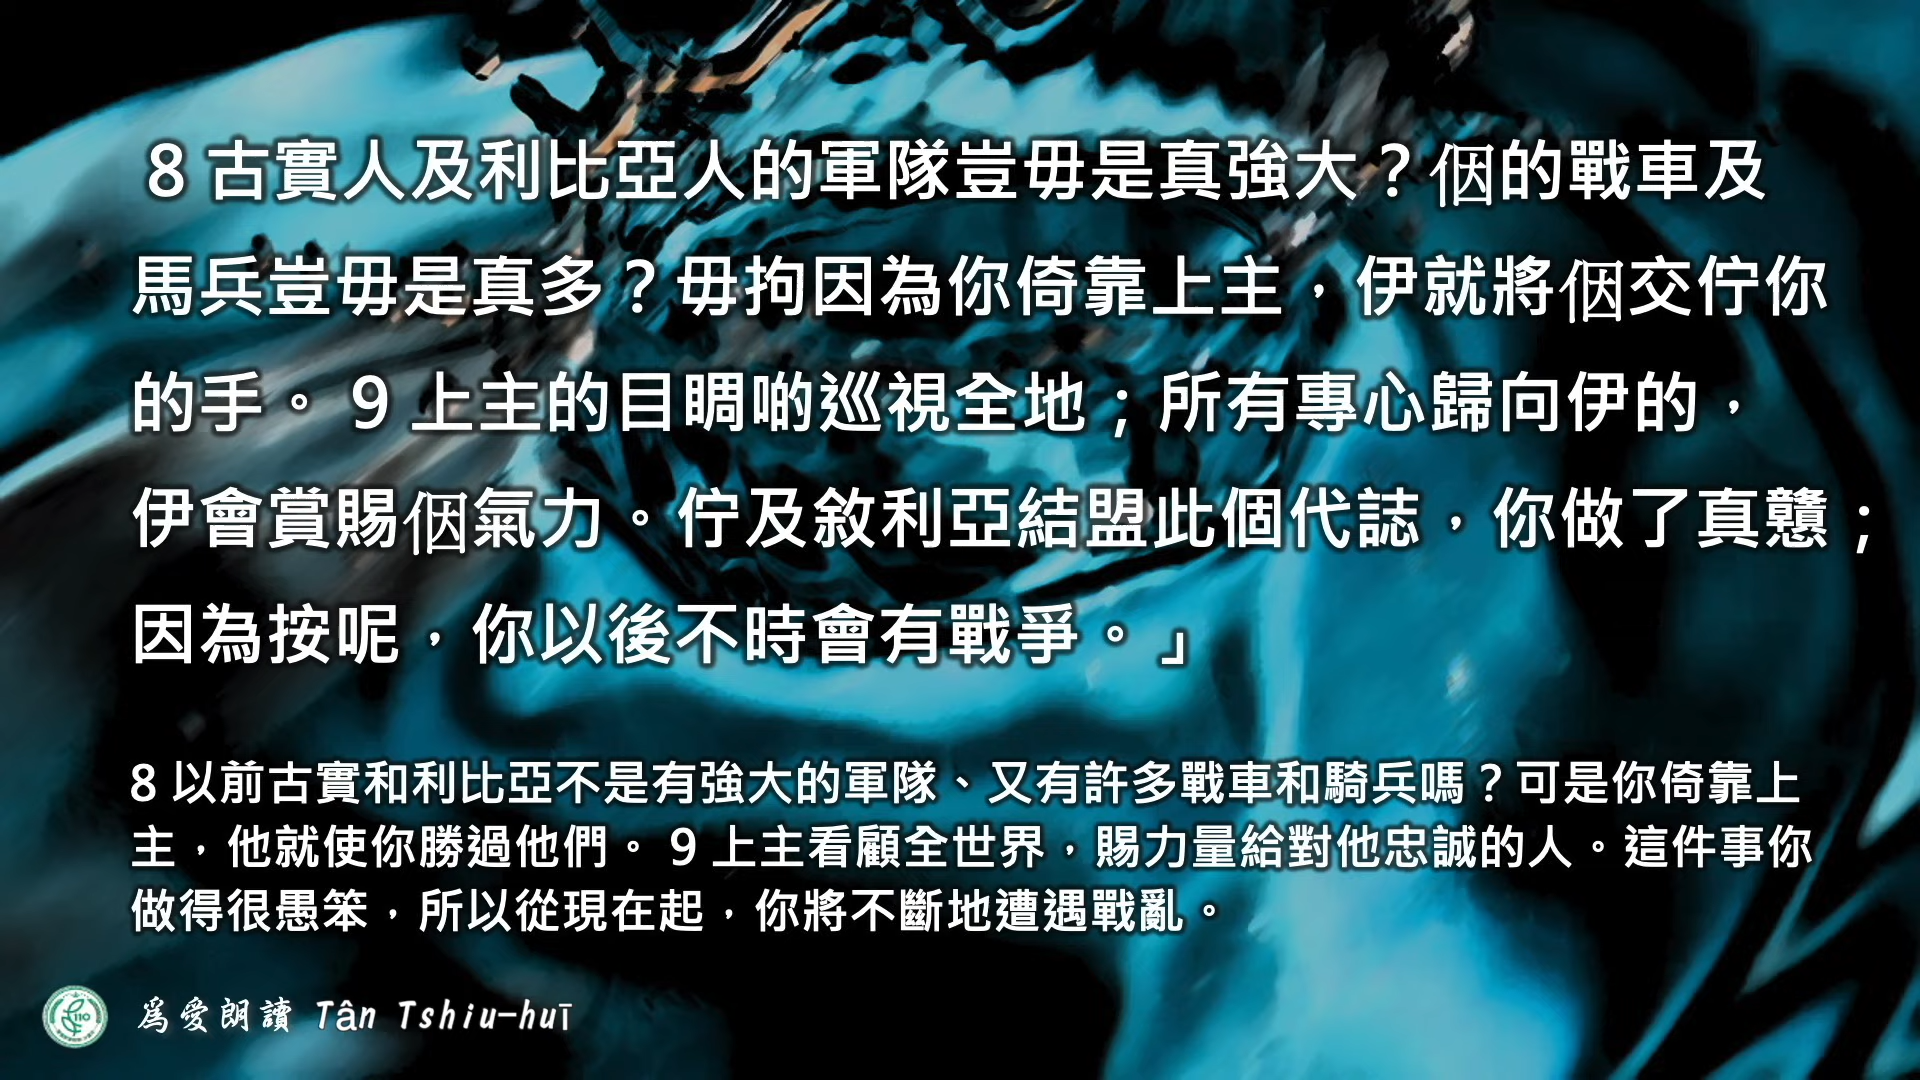 8 古實人及利比亞人的軍隊豈毋是真強大？𪜶的戰車及
馬兵豈毋是真多？毋拘因為你倚靠上主，伊就將𪜶交佇你
的手。 9 上主的目睭啲巡視全地；所有專心歸向伊的，
伊會賞賜𪜶氣力。佇及敘利亞結盟此個代誌，你做了真戇；
因為按呢，你以後不時會有戰爭。」
8 以前古實和利比亞不是有強大的軍隊、又有許多戰車和騎兵嗎？可是你倚靠上
主，他就使你勝過他們。 9 上主看顧全世界，賜力量給對他忠誠的人。這件事你
做得很愚笨，所以從現在起，你將不斷地遭遇戰亂。
為愛朗讀 Tân Tshiu-huī
110